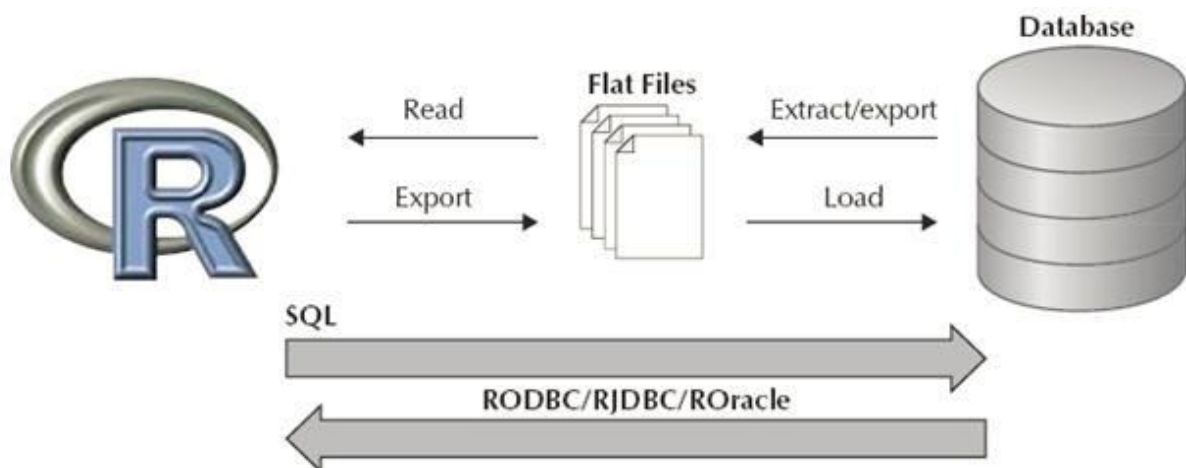 Database
Flat Files
Read
Extract/export
Export
Load
R
SQL
RODBC/RJDBC/ROracle